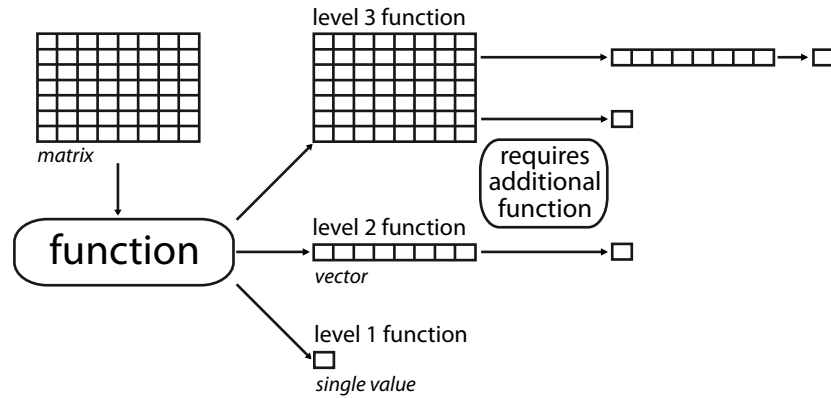 level 3 function
matrix
requires
additional
function
function
level 2 function
vector
level 1 function
single value